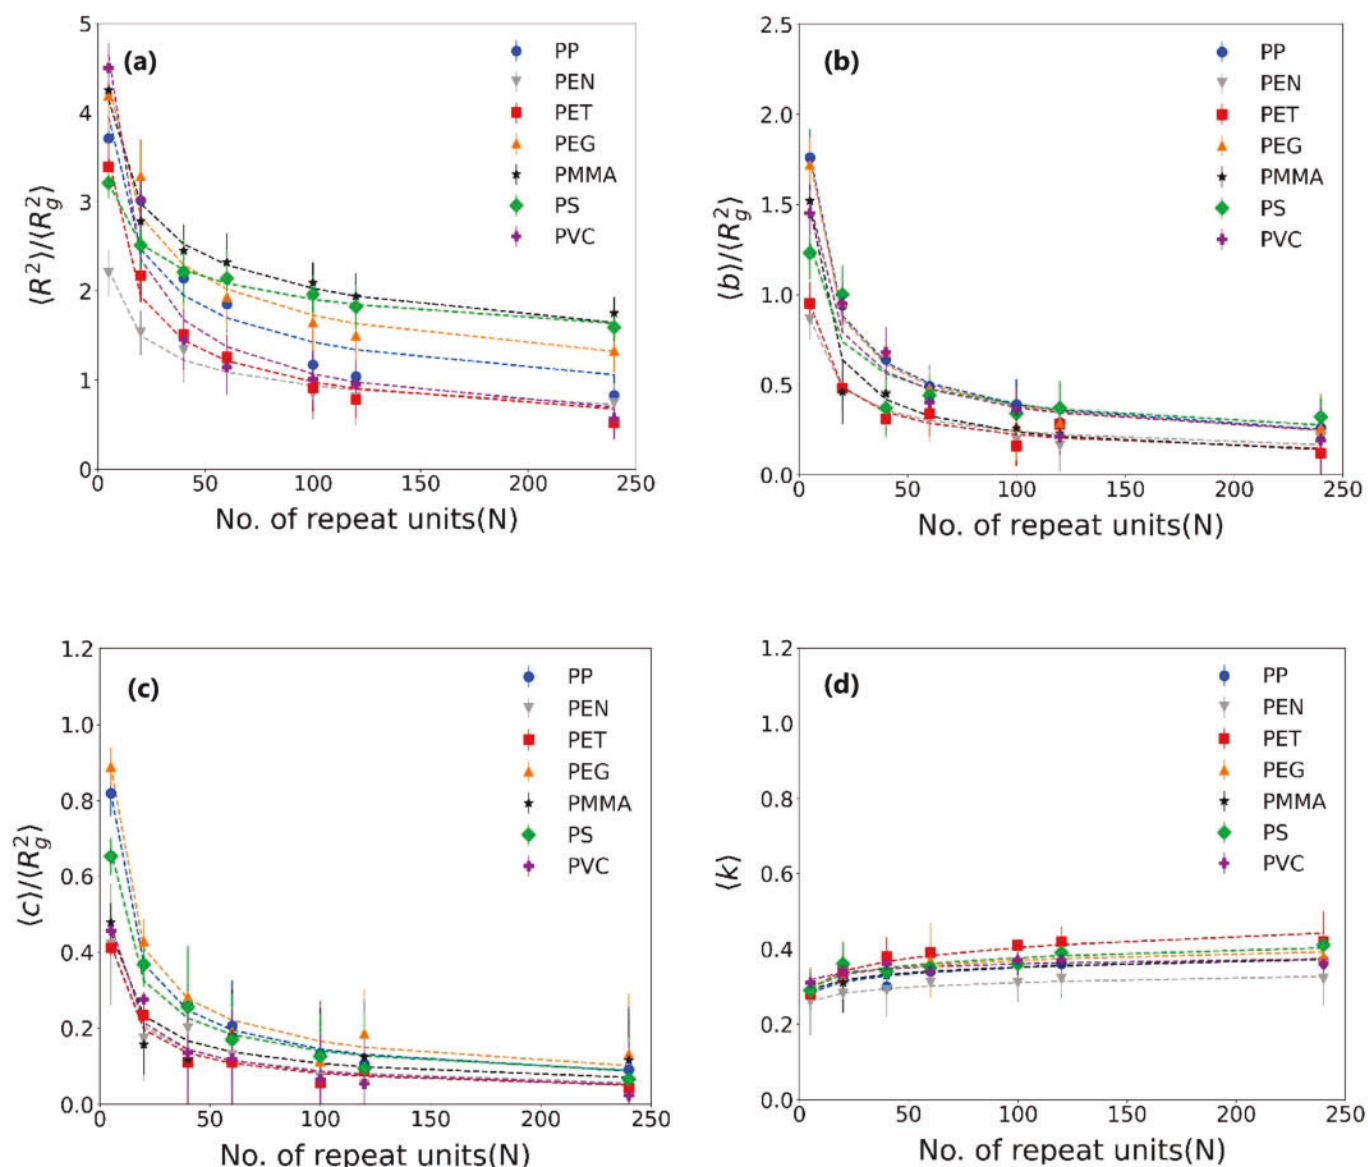 (a)
PP
PEN
PET
PEG
PMMA
PS
PVC
5
4
3
2
1
0
⟨R²⟩/⟨R_g²⟩
0 50 100 150 200 250
No. of repeat units(N)
(b)
PP
PEN
PET
PEG
PMMA
PS
PVC
2.5
2.0
1.5
1.0
0.5
0.0
⟨b⟩/⟨R_g²⟩
0 50 100 150 200 250
No. of repeat units(N)
(c)
PP
PEN
PET
PEG
PMMA
PS
PVC
1.2
1.0
0.8
0.6
0.4
0.2
0.0
⟨c⟩/⟨R_g²⟩
0 50 100 150 200 250
No. of repeat units(N)
(d)
PP
PEN
PET
PEG
PMMA
PS
PVC
1.2
1.0
0.8
0.6
0.4
0.2
0.0
⟨k⟩
0 50 100 150 200 250
No. of repeat units(N)